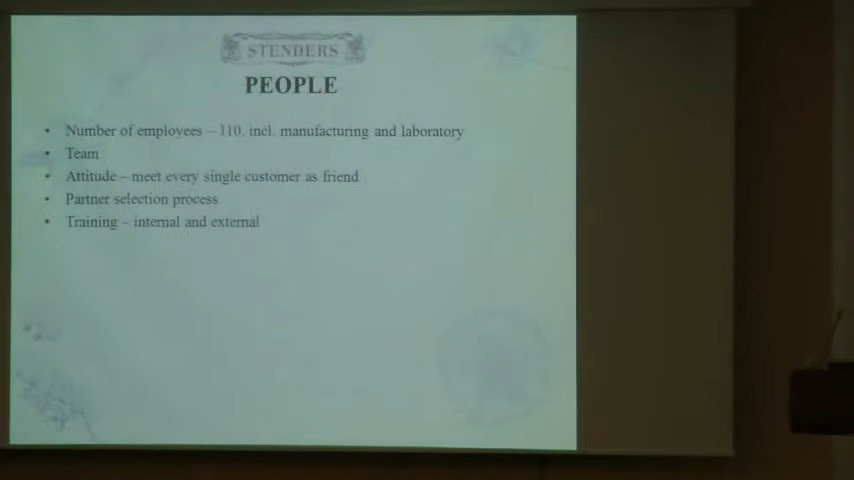 STENDERS
PEOPLE
• Number of employees – 110, incl. manufacturing and laboratory
• Team
• Attitude – meet every single customer as friend
• Partner selection process
• Training – internal and external